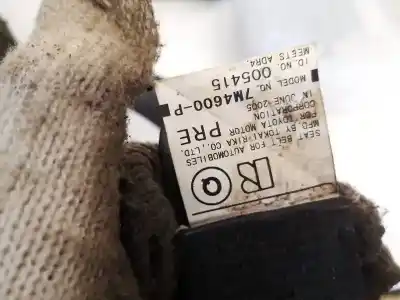 R Q
SEAT BELT FOR AUTOMOBILES
MFD. BY TOKAI-RIKA CO., LTD.
FOR TOYOTA MOTOR
CORPORATION
PRE
IN JUNE-2005
MODEL NO. 7M4600-P
I.D. NO. 005415
MEETS ADR4.